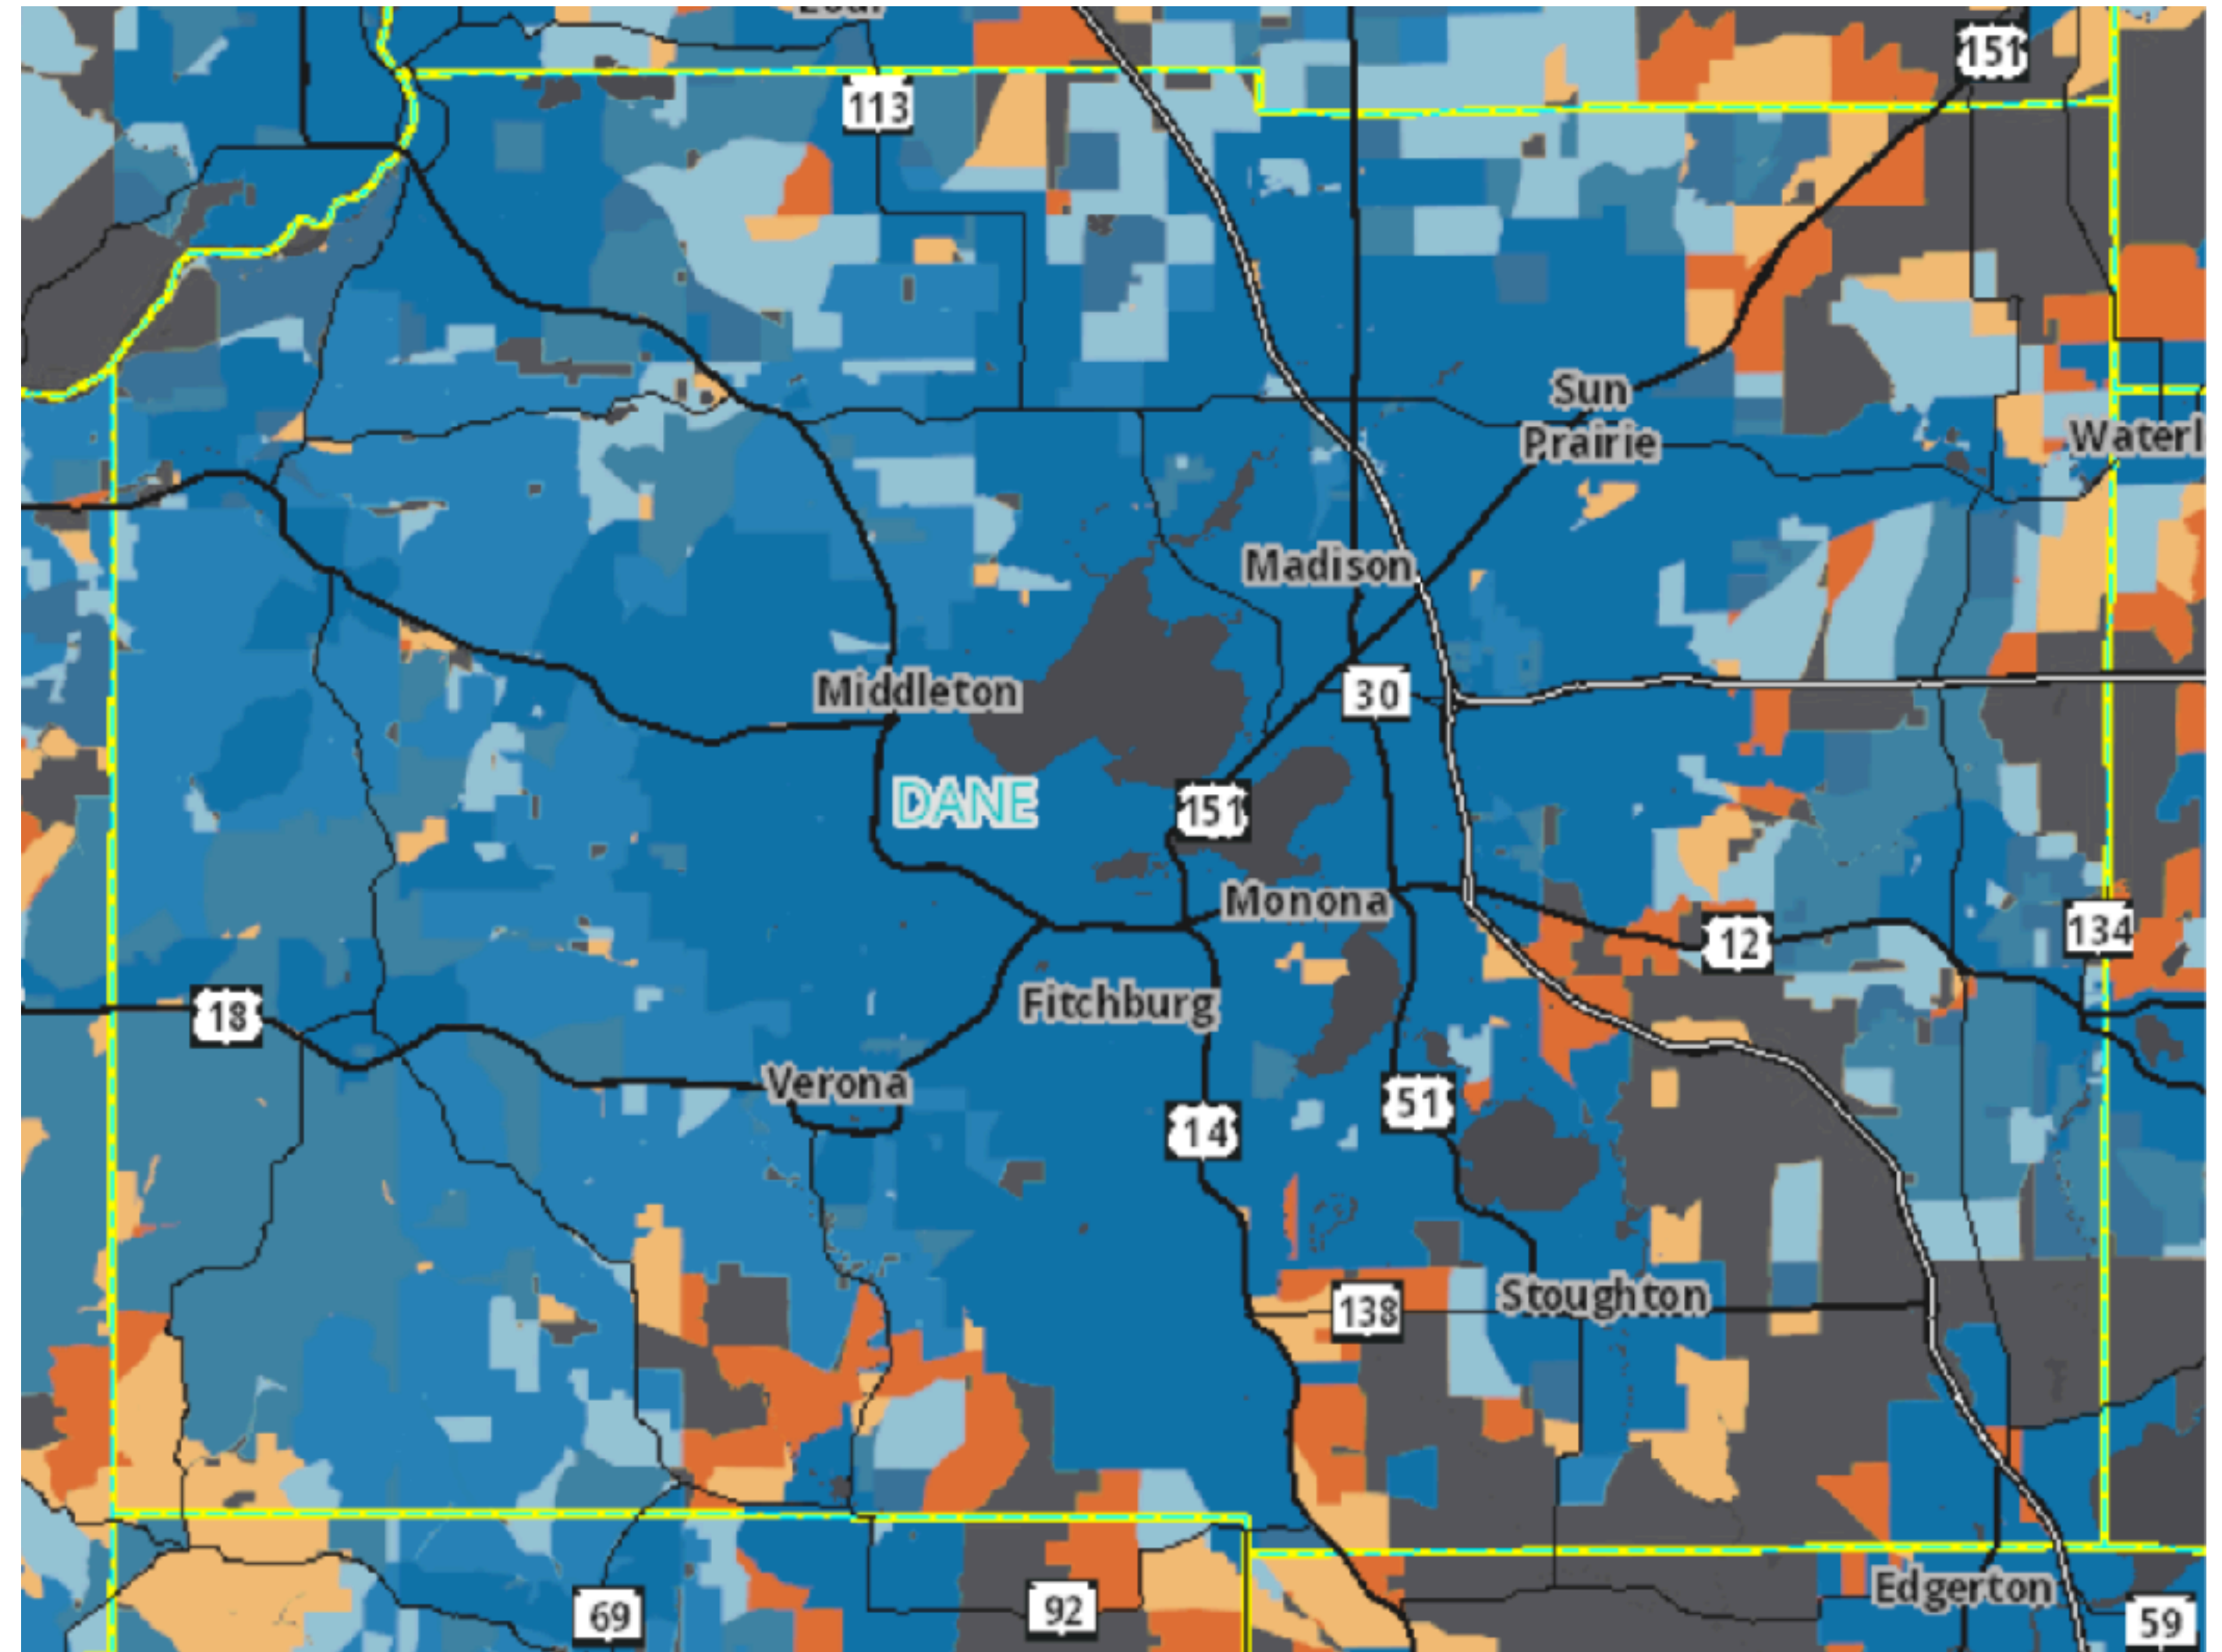 151
113
Sun
Prairie
Waterl
Madison
Middleton
30
DANE
151
Monona
134
12
Fitchburg
18
Verona
51
14
Stoughton
138
Edgerton
69
92
59